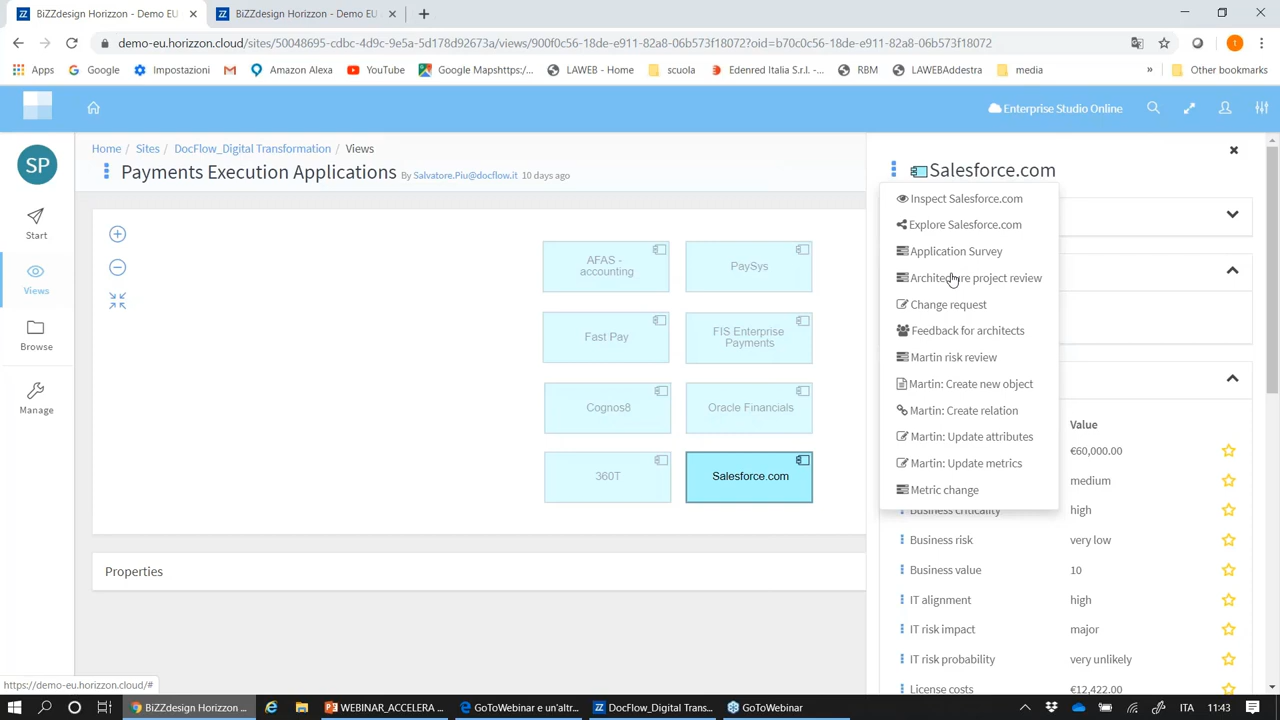 BiZZdesign Horizzon - Demo EU
BiZZdesign Horizzon - Demo EU
demo-eu.horizzon.cloud/sites/50048695-cdbc-4d9c-9e5a-5d178d92673a/views/900f0c56-18de-e911-82a8-06b573f18072?oid=b70c0c56-18de-e911-82a8-06b573f18072
Apps
Google
Impostazioni
Amazon Alexa
YouTube
Google Mapshttps:/...
LAWEB - Home
scuola
Edenred Italia S.r.l. -...
RBM
LAWEBAddestra
media
»
Other bookmarks
Enterprise Studio Online
SP
Start
Views
Browse
Manage
Home / Sites / DocFlow_Digital Transformation / Views
Payments Execution Applications By Salvatore.Piu@docflow.it 10 days ago
AFAS -
accounting
PaySys
Fast Pay
FIS Enterprise
Payments
Cognos8
Oracle Financials
360T
Salesforce.com
Properties
Salesforce.com
Inspect Salesforce.com
Explore Salesforce.com
Application Survey
Architecture project review
Change request
Feedback for architects
Martin risk review
Martin: Create new object
Martin: Create relation
Martin: Update attributes
Martin: Update metrics
Metric change
Value
€60,000.00
medium
Business criticality high
Business risk very low
Business value 10
IT alignment high
IT risk impact major
IT risk probability very unlikely
License costs €12,422.00
https://demo-eu.horizzon.cloud/#
BiZZdesign Horizzon ...
WEBINAR_ACCELERA ...
GoToWebinar e un'altr...
DocFlow_Digital Trans...
GoToWebinar
ITA
11:43